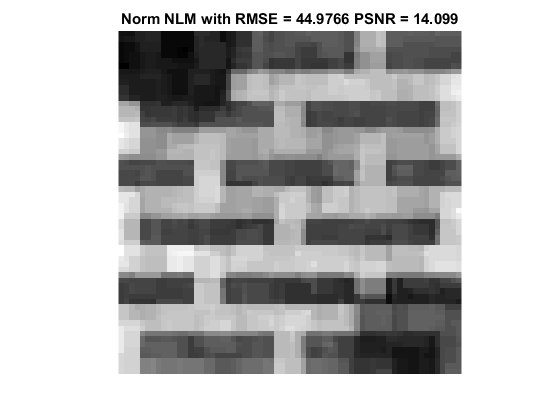 Norm NLM with RMSE = 44.9766 PSNR = 14.099